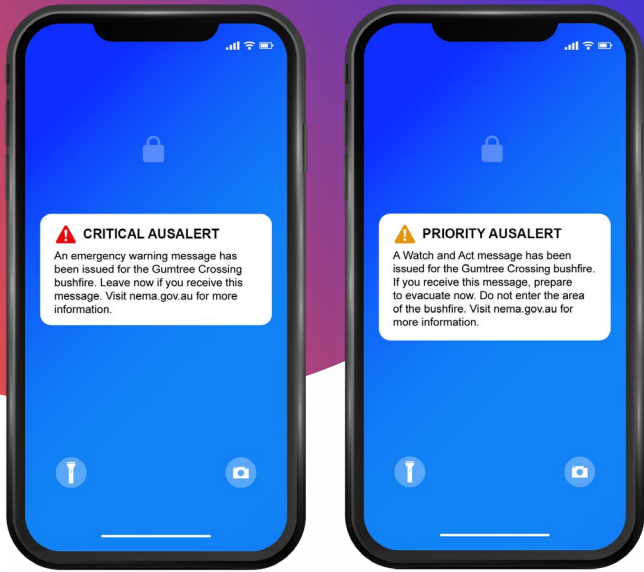 CRITICAL AUSALERT
An emergency warning message has
been issued for the Gumtree Crossing
bushfire. Leave now if you receive this
message. Visit nema.gov.au for more
information.
PRIORITY AUSALERT
A Watch and Act message has been
issued for the Gumtree Crossing bushfire.
If you receive this message, prepare
to evacuate now. Do not enter the area
of the bushfire. Visit nema.gov.au for
more information.